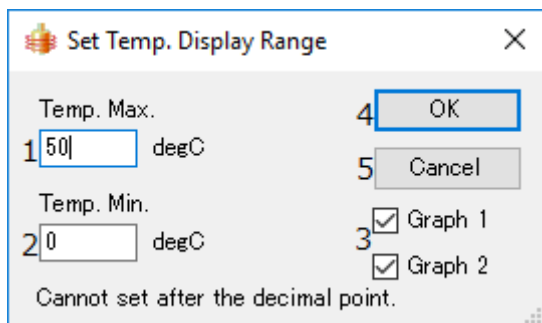 Set Temp. Display Range
Temp. Max.
1 50 degC
4 OK
5 Cancel
Temp. Min.
2 0 degC
3 Graph 1
Graph 2
Cannot set after the decimal point.